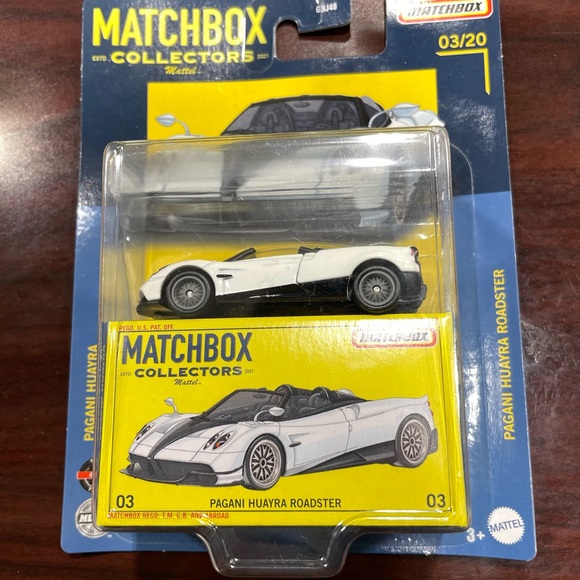 GBJ48
MATCHBOX
MATCHBOX
ESTD. COLLECTORS 2021
Mattel
03/20
PAGANI HUAYRA
PAGANI HUAYRA ROADSTER
REGD. U.S. PAT. OFF.
MATCHBOX
MATCHBOX
ESTD. COLLECTORS 2021
Mattel
03 PAGANI HUAYRA ROADSTER 03
MATCHBOX REGD. T.M. G.B. AND ABROAD
MATTEL
3+